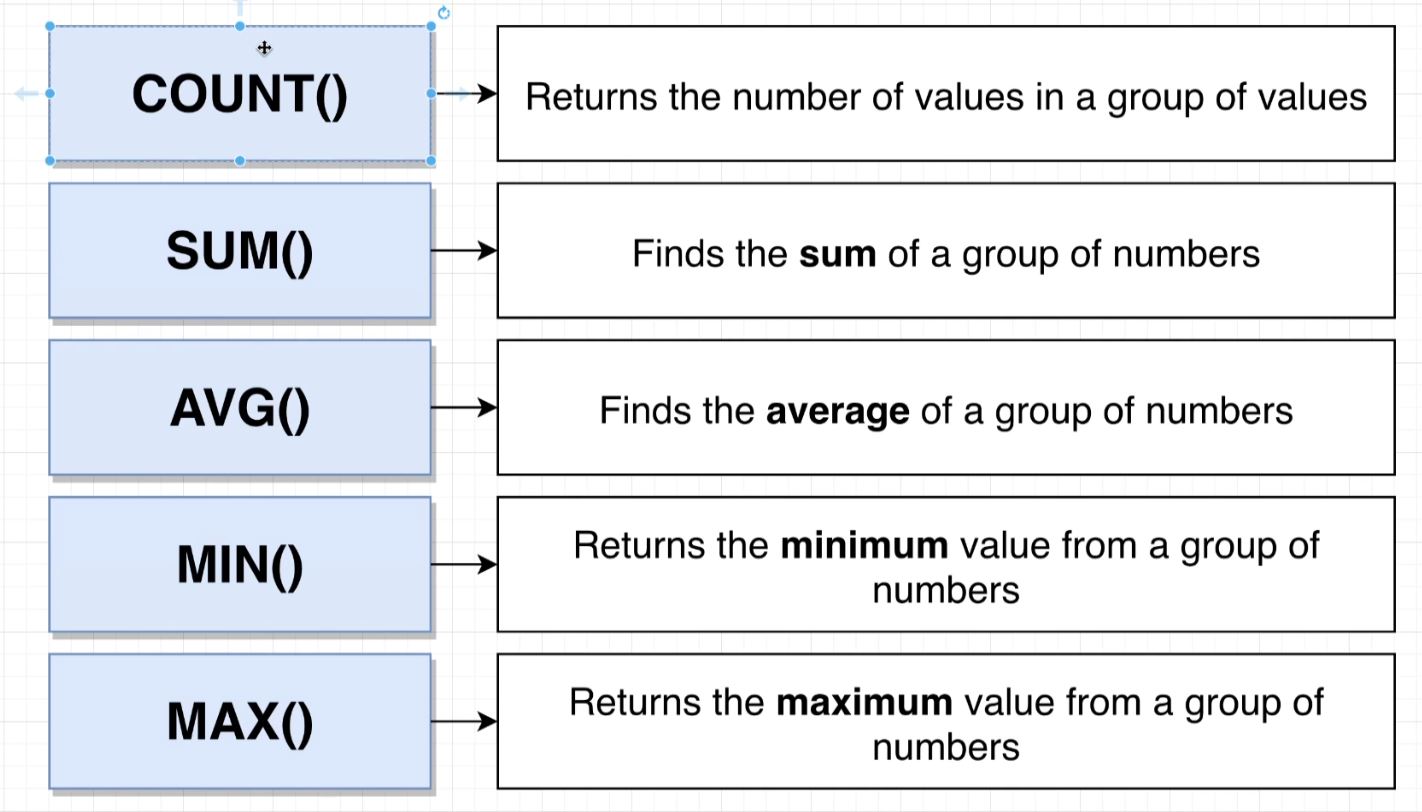 COUNT()
Returns the number of values in a group of values
SUM()
Finds the sum of a group of numbers
AVG()
Finds the average of a group of numbers
MIN()
Returns the minimum value from a group of
numbers
MAX()
Returns the maximum value from a group of
numbers